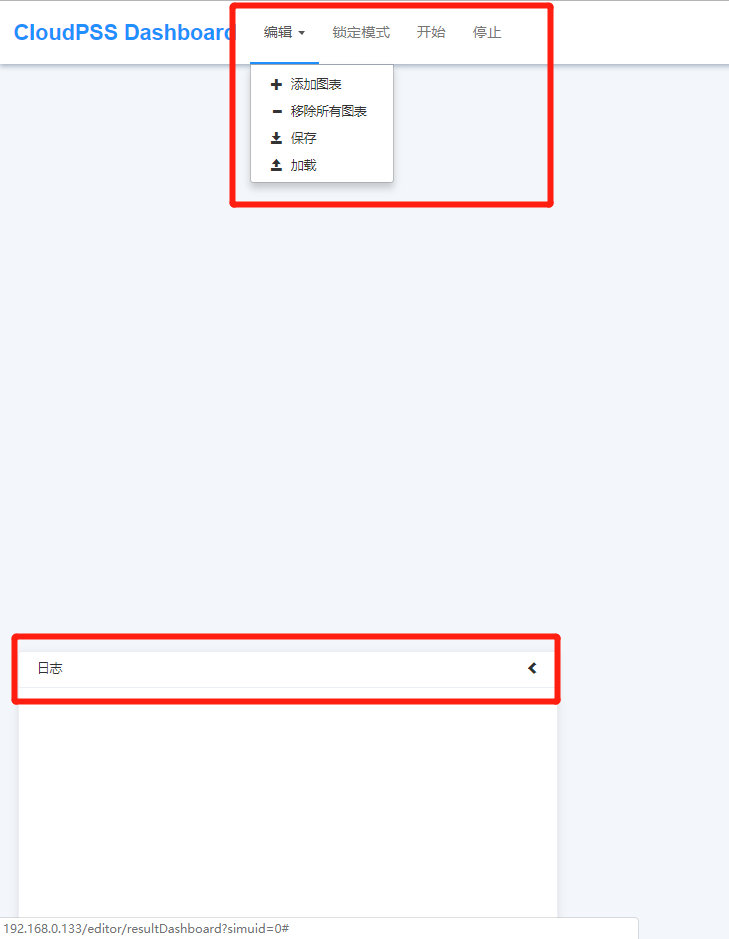 CloudPSS Dashboard 编辑 锁定模式 开始 停止
添加图表
移除所有图表
保存
加载
日志
192.168.0.133/editor/resultDashboard?simuid=0#